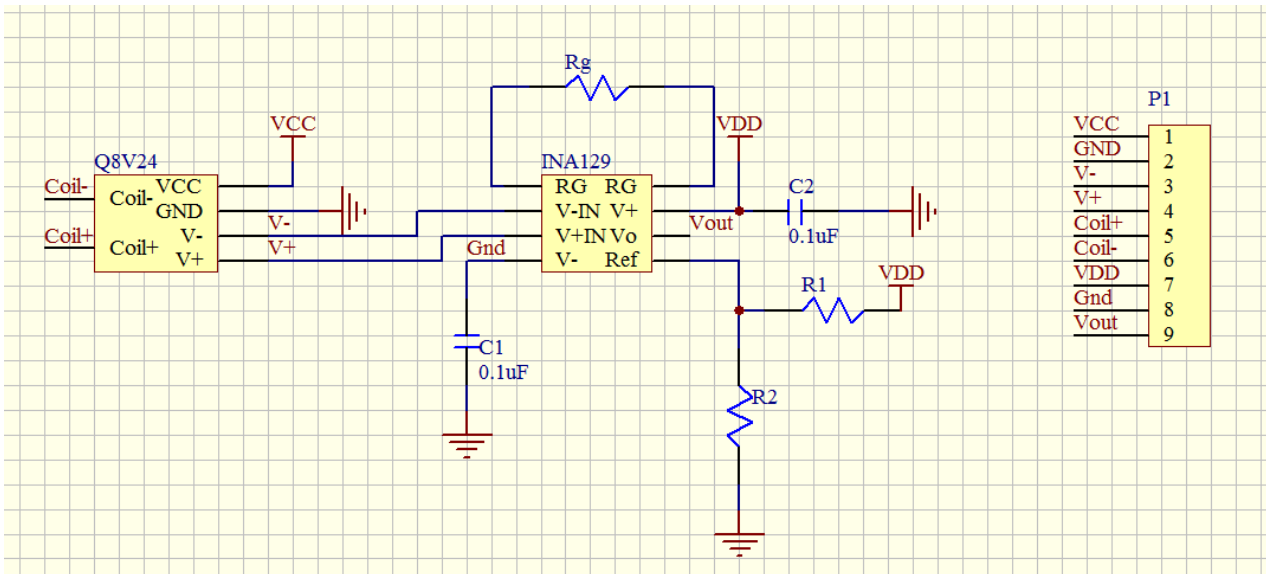 Rg
P1
VCC
VDD
VCC
1
GND
2
V-
3
V+
4
Coil+
5
Coil-
6
VDD
7
Gnd
8
Vout
9
Q8V24
Coil-
Coil-
VCC
GND
Coil+
Coil+
V-
V+
V-
V+
INA129
RG
RG
V-IN
V+
V+IN
Vo
V-
Ref
Gnd
Vout
C2
0.1uF
R1
VDD
C1
0.1uF
R2